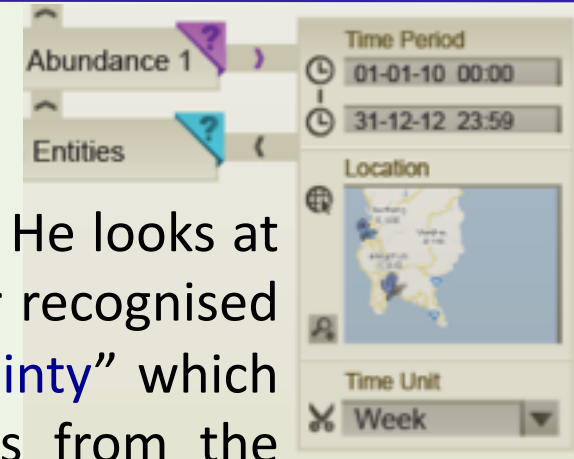 Abundance 1
?
Entities
?
Time Period
01-01-10 00:00
31-12-12 23:59
Location
Time Unit
Week
He looks at
recognised
inty” which
s from the